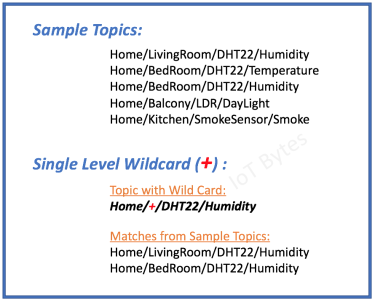 Sample Topics:
Home/LivingRoom/DHT22/Humidity
Home/BedRoom/DHT22/Temperature
Home/BedRoom/DHT22/Humidity
Home/Balcony/LDR/DayLight
Home/Kitchen/SmokeSensor/Smoke
IoT Bytes
Single Level Wildcard (+) :
Topic with Wild Card:
Home/+/DHT22/Humidity
Matches from Sample Topics:
Home/LivingRoom/DHT22/Humidity
Home/BedRoom/DHT22/Humidity